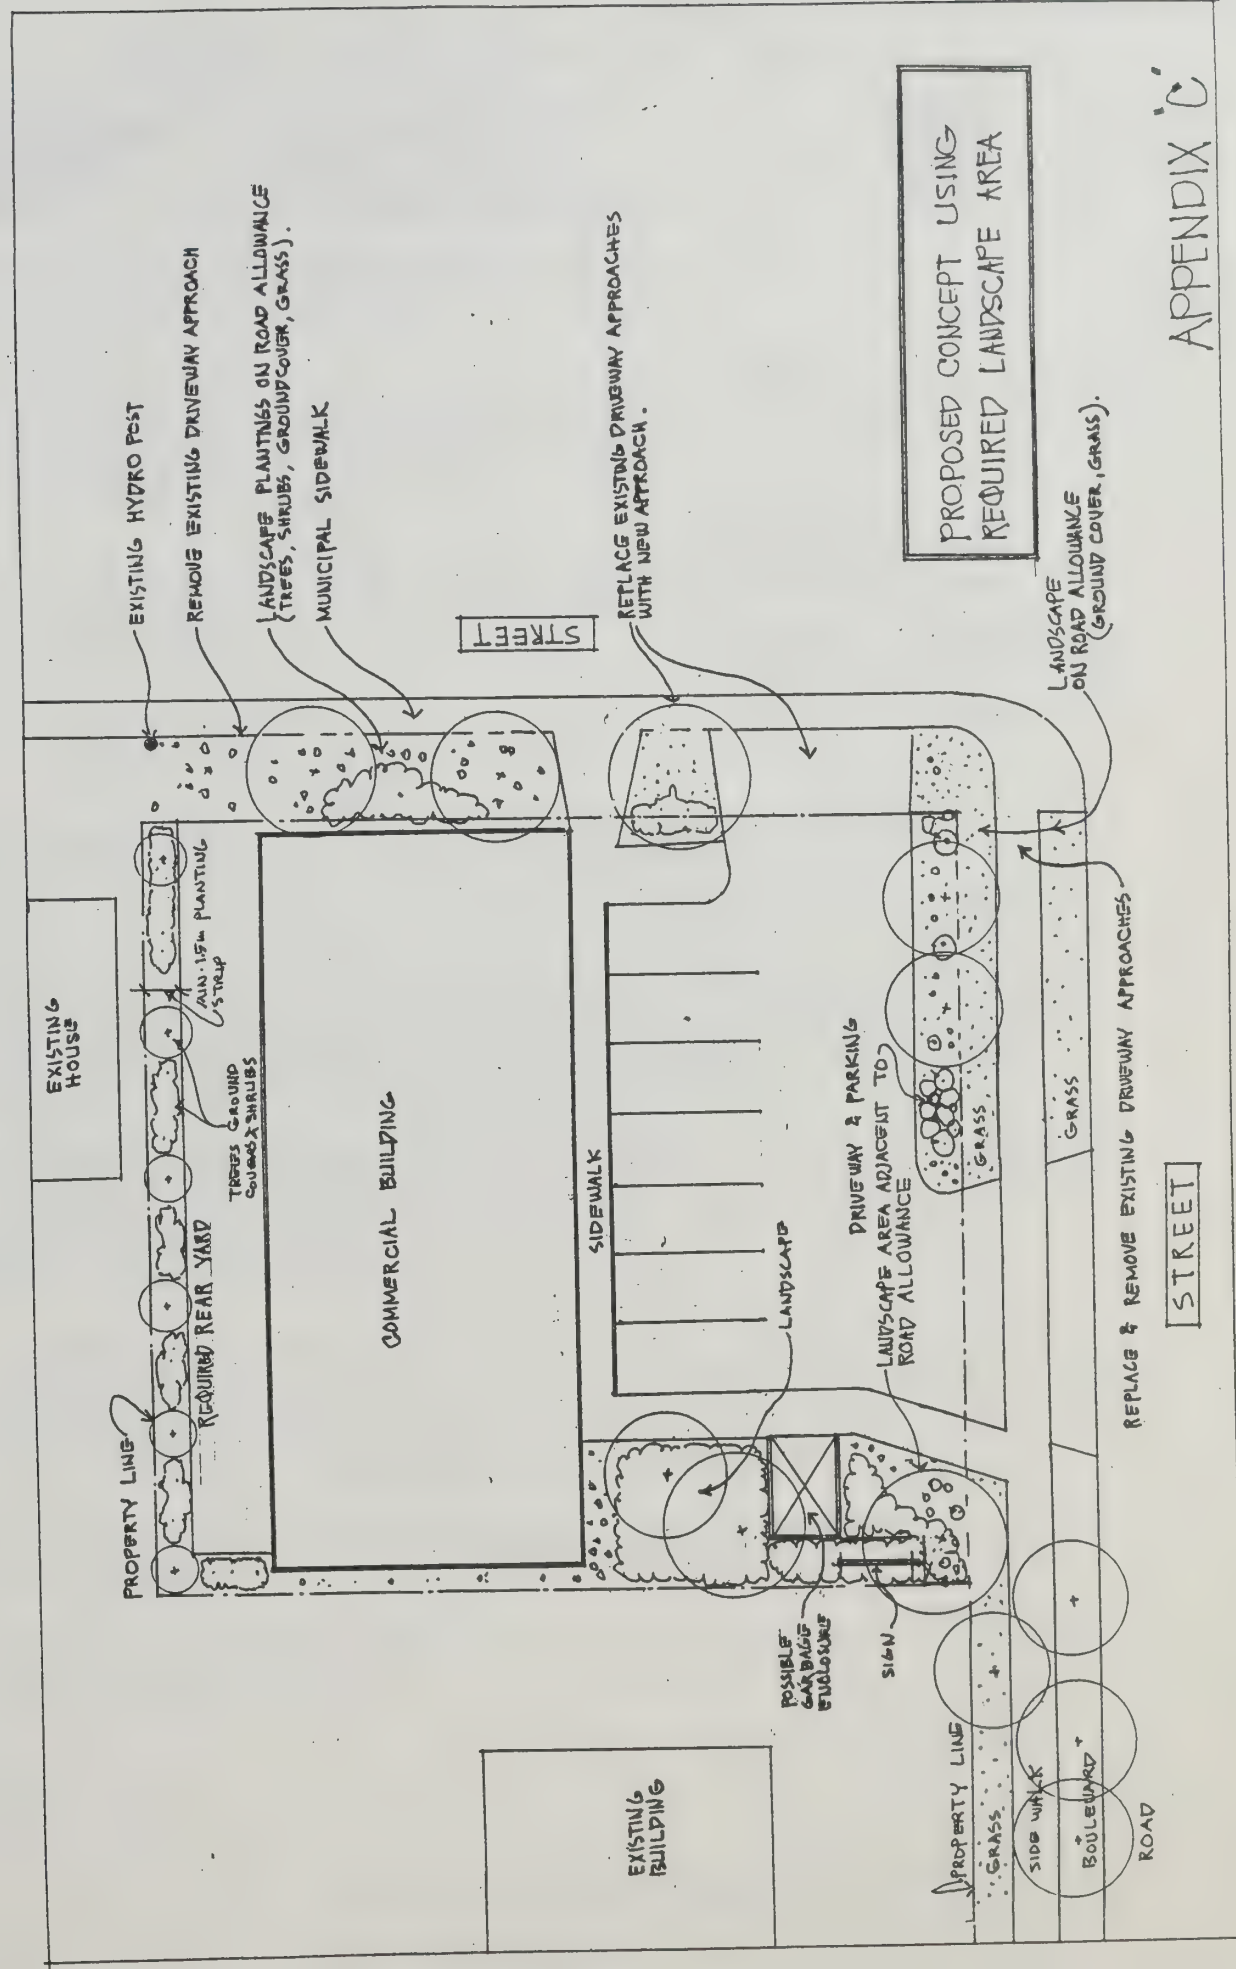 EXISTING HYDRO POST
REMOVE EXISTING DRIVEWAY APPROACH
LANDSCAPE PLANTINGS ON ROAD ALLOWANCE
(TREES, SHRUBS, GROUNDCOVER, GRASS).
MUNICIPAL SIDEWALK
STREET
REPLACE EXISTING DRIVEWAY APPROACHES
WITH NEW APPROACH.
PROPOSED CONCEPT USING
REQUIRED LANDSCAPE AREA
APPENDIX "C"
LANDSCAPE
ON ROAD ALLOWANCE
(GROUND COVER, GRASS).
EXISTING
HOUSE
MIN. 1.5m PLANTING
STRIP
TREES GROUND
COVERS & SHRUBS
REQUIRED REAR YARD
PROPERTY LINE
COMMERCIAL BUILDING
SIDEWALK
LANDSCAPE
DRIVEWAY & PARKING
LANDSCAPE AREA ADJACENT TO
ROAD ALLOWANCE
GRASS
GRASS
REPLACE & REMOVE EXISTING DRIVEWAY APPROACHES
STREET
POSSIBLE
GARBAGE
ENCLOSURE
SIGN
EXISTING
BUILDING
PROPERTY LINE
GRASS
SIDE WALK
BOULEVARD
ROAD